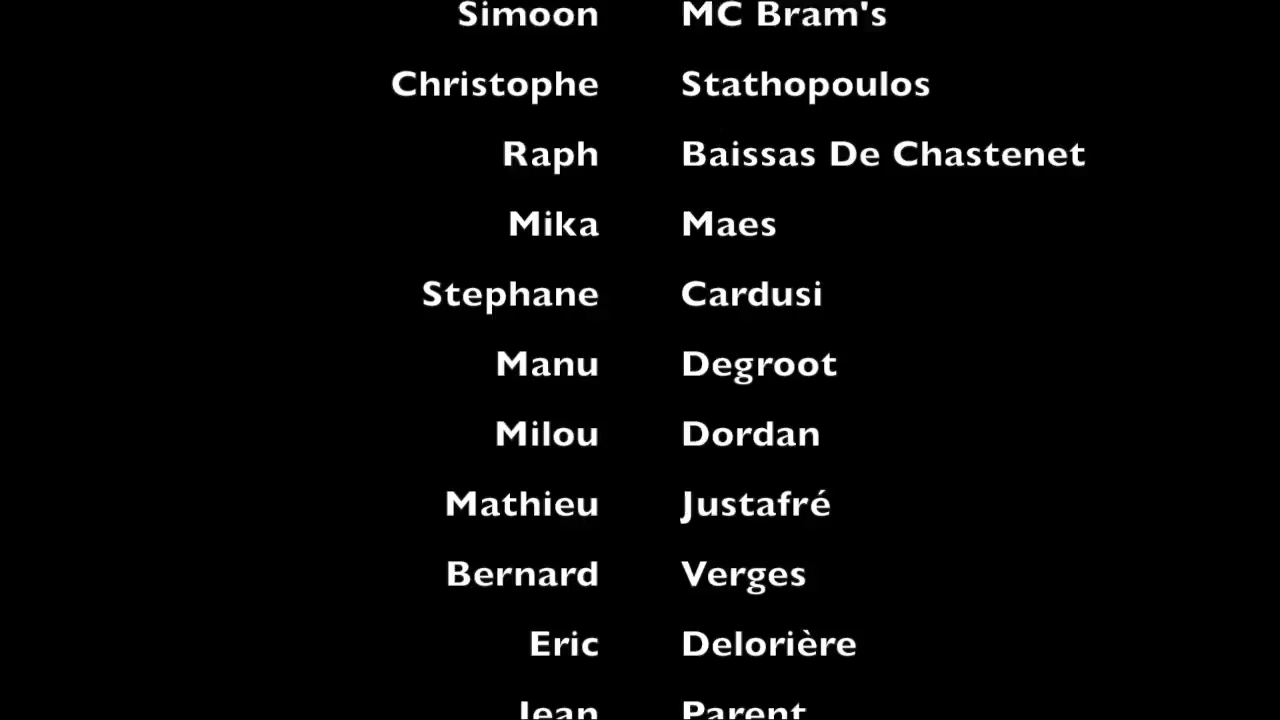 Simoon MC Bram's
Christophe Stathopoulos
Raph Baissas De Chastenet
Mika Maes
Stephane Cardusi
Manu Degroot
Milou Dordan
Mathieu Justafré
Bernard Verges
Eric Delorière
Jean Parent